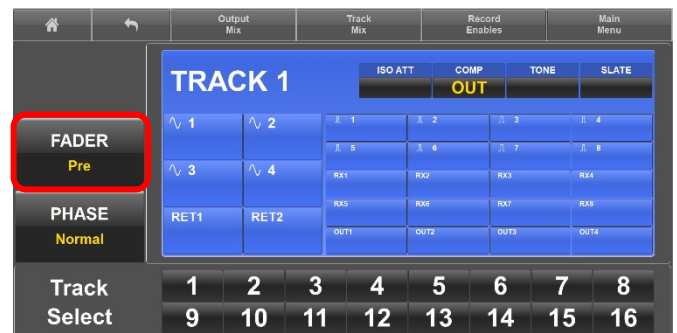 Output Mix
Track Mix
Record Enables
Main Menu
TRACK 1
ISO ATT COMP TONE SLATE
OUT
FADER
Pre
PHASE
Normal
1 2
3 4
RET1 RET2
1 2 3 4
5 6 7 8
RX1 RX2 RX3 RX4
RX5 RX6 RX7 RX8
OUT1 OUT2 OUT3 OUT4
Track Select
1 2 3 4 5 6 7 8
9 10 11 12 13 14 15 16